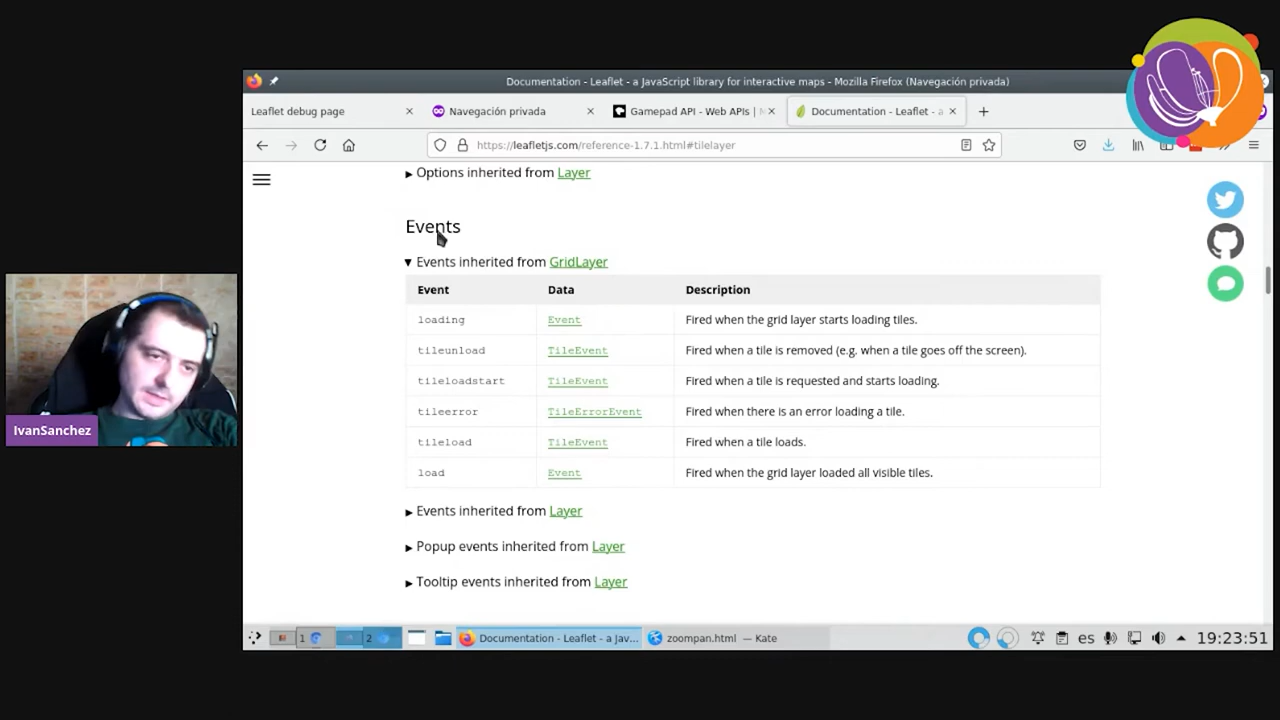 Documentation - Leaflet - a JavaScript library for interactive maps - Mozilla Firefox (Navegación privada)
Leaflet debug page
Navegación privada
Gamepad API - Web APIs |
Documentation - Leaflet - a
https://leafletjs.com/reference-1.7.1.html#tilelayer
▶ Options inherited from Layer
Events
▼ Events inherited from GridLayer
Event Data Description
loading Event Fired when the grid layer starts loading tiles.
tileunload TileEvent Fired when a tile is removed (e.g. when a tile goes off the screen).
tileloadstart TileEvent Fired when a tile is requested and starts loading.
tileerror TileErrorEvent Fired when there is an error loading a tile.
tileload TileEvent Fired when a tile loads.
load Event Fired when the grid layer loaded all visible tiles.
▶ Events inherited from Layer
▶ Popup events inherited from Layer
▶ Tooltip events inherited from Layer
IvanSanchez
1
2
Documentation - Leaflet - a Jav...
zoompan.html — Kate
es
19:23:51